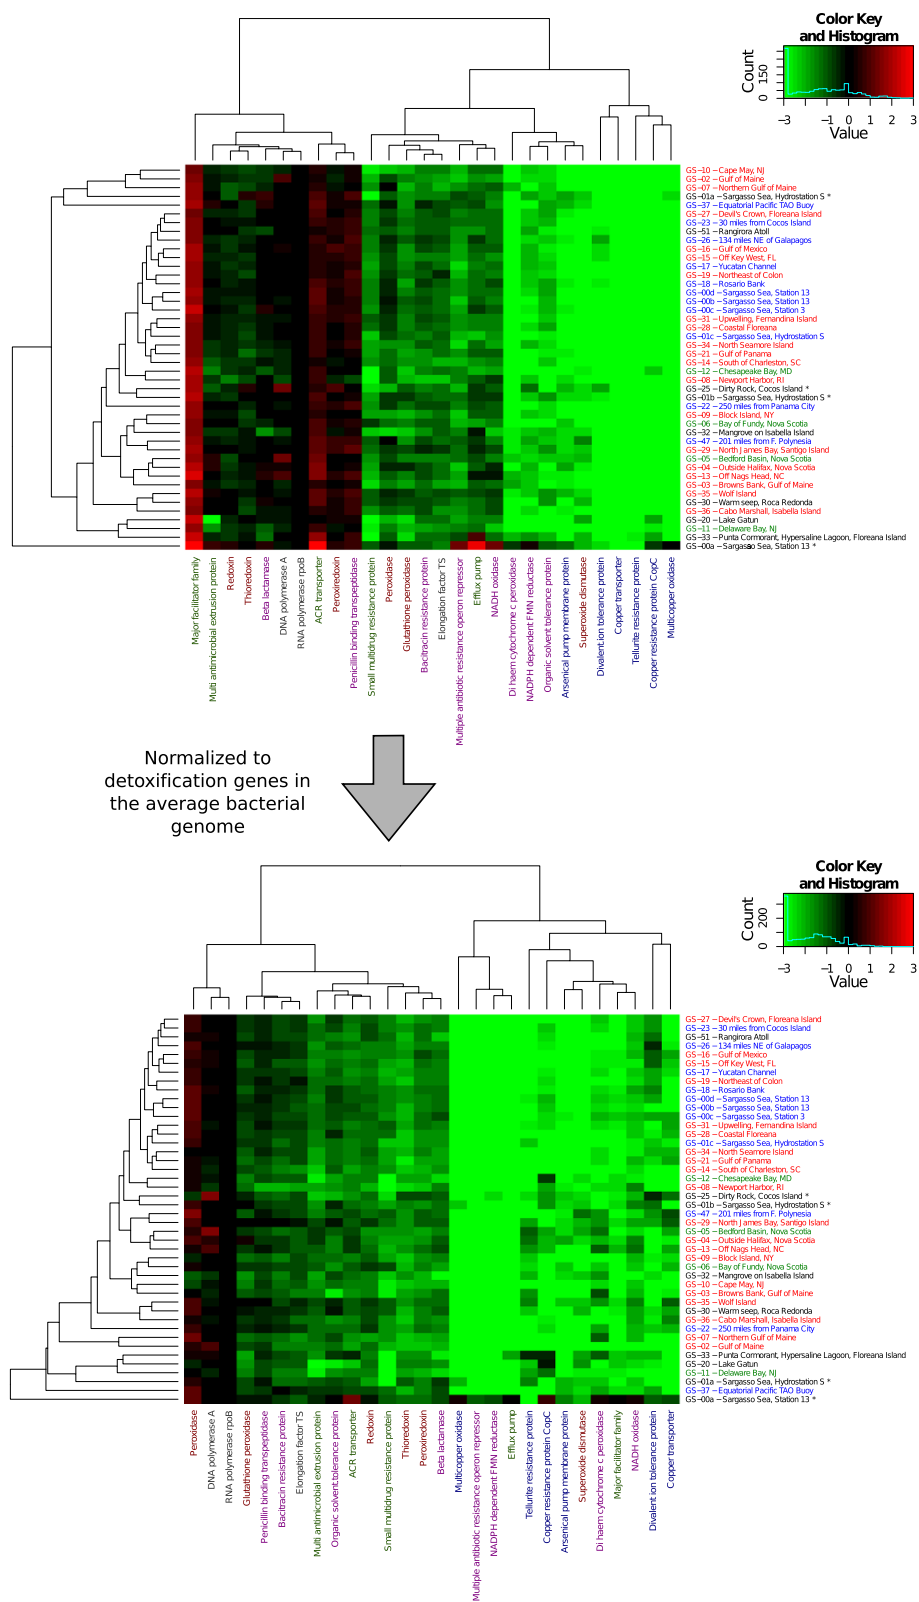 Color Key
and Histogram
Count
0 150
−3 −1 0 1 2 3
Value
GS−10 − Cape May, NJ
GS−02 − Gulf of Maine
GS−07 − Northern Gulf of Maine
GS−01a − Sargasso Sea, Hydrostation S *
GS−37 − Equatorial Pacific TAO Buoy
GS−27 − Devil's Crown, Floreana Island
GS−23 − 30 miles from Cocos Island
GS−51 − Rangirora Atoll
GS−26 − 134 miles NE of Galapagos
GS−16 − Gulf of Mexico
GS−15 − Off Key West, FL
GS−17 − Yucatan Channel
GS−19 − Northeast of Colon
GS−18 − Rosario Bank
GS−00d − Sargasso Sea, Station 13
GS−00b − Sargasso Sea, Station 13
GS−00c − Sargasso Sea, Station 3
GS−31 − Upwelling, Fernandina Island
GS−28 − Coastal Floreana
GS−01c − Sargasso Sea, Hydrostation S
GS−34 − North Seamore Island
GS−21 − Gulf of Panama
GS−14 − South of Charleston, SC
GS−12 − Chesapeake Bay, MD
GS−08 − Newport Harbor, RI
GS−25 − Dirty Rock, Cocos Island *
GS−01b − Sargasso Sea, Hydrostation S *
GS−22 − 250 miles from Panama City
GS−09 − Block Island, NY
GS−06 − Bay of Fundy, Nova Scotia
GS−32 − Mangrove on Isabella Island
GS−47 − 201 miles from F. Polynesia
GS−29 − North James Bay, Santigo Island
GS−05 − Bedford Basin, Nova Scotia
GS−04 − Outside Halifax, Nova Scotia
GS−13 − Off Nags Head, NC
GS−03 − Browns Bank, Gulf of Maine
GS−35 − Wolf Island
GS−30 − Warm seep, Roca Redonda
GS−36 − Cabo Marshall, Isabella Island
GS−20 − Lake Gatun
GS−11 − Delaware Bay, NJ
GS−33 − Punta Cormorant, Hypersaline Lagoon, Floreana Island
GS−00a − Sargasso Sea, Station 13 *
Major facilitator family
Multi antimicrobial extrusion protein
Redoxin
Thioredoxin
Beta lactamase
DNA polymerase A
RNA polymerase rpoB
ACR transporter
Peroxiredoxin
Penicillin binding transpeptidase
Small multidrug resistance protein
Peroxidase
Glutathione peroxidase
Bacitracin resistance protein
Elongation factor TS
Multiple antibiotic resistance operon repressor
Efflux pump
NADH oxidase
Di haem cytochrome c peroxidase
NADPH dependent FMN reductase
Organic solvent tolerance protein
Arsenical pump membrane protein
Superoxide dismutase
Divalent ion tolerance protein
Copper transporter
Tellurite resistance protein
Copper resistance protein CopC
Multicopper oxidase
Normalized to
detoxification genes in
the average bacterial
genome
Color Key
and Histogram
Count
0 200
−3 −1 0 1 2 3
Value
GS−27 − Devil's Crown, Floreana Island
GS−23 − 30 miles from Cocos Island
GS−51 − Rangirora Atoll
GS−26 − 134 miles NE of Galapagos
GS−16 − Gulf of Mexico
GS−15 − Off Key West, FL
GS−17 − Yucatan Channel
GS−19 − Northeast of Colon
GS−18 − Rosario Bank
GS−00d − Sargasso Sea, Station 13
GS−00b − Sargasso Sea, Station 13
GS−00c − Sargasso Sea, Station 3
GS−31 − Upwelling, Fernandina Island
GS−28 − Coastal Floreana
GS−01c − Sargasso Sea, Hydrostation S
GS−34 − North Seamore Island
GS−21 − Gulf of Panama
GS−14 − South of Charleston, SC
GS−12 − Chesapeake Bay, MD
GS−08 − Newport Harbor, RI
GS−25 − Dirty Rock, Cocos Island *
GS−01b − Sargasso Sea, Hydrostation S *
GS−47 − 201 miles from F. Polynesia
GS−29 − North James Bay, Santigo Island
GS−05 − Bedford Basin, Nova Scotia
GS−04 − Outside Halifax, Nova Scotia
GS−13 − Off Nags Head, NC
GS−09 − Block Island, NY
GS−06 − Bay of Fundy, Nova Scotia
GS−32 − Mangrove on Isabella Island
GS−10 − Cape May, NJ
GS−03 − Browns Bank, Gulf of Maine
GS−35 − Wolf Island
GS−30 − Warm seep, Roca Redonda
GS−36 − Cabo Marshall, Isabella Island
GS−22 − 250 miles from Panama City
GS−07 − Northern Gulf of Maine
GS−02 − Gulf of Maine
GS−33 − Punta Cormorant, Hypersaline Lagoon, Floreana Island
GS−20 − Lake Gatun
GS−11 − Delaware Bay, NJ
GS−01a − Sargasso Sea, Hydrostation S *
GS−37 − Equatorial Pacific TAO Buoy
GS−00a − Sargasso Sea, Station 13 *
Peroxidase
DNA polymerase A
RNA polymerase rpoB
Glutathione peroxidase
Penicillin binding transpeptidase
Bacitracin resistance protein
Elongation factor TS
Multi antimicrobial extrusion protein
Organic solvent tolerance protein
ACR transporter
Redoxin
Small multidrug resistance protein
Thioredoxin
Peroxiredoxin
Beta lactamase
Multicopper oxidase
Multiple antibiotic resistance operon repressor
NADPH dependent FMN reductase
Efflux pump
Tellurite resistance protein
Copper resistance protein CopC
Arsenical pump membrane protein
Superoxide dismutase
Di haem cytochrome c peroxidase
Major facilitator family
NADH oxidase
Divalent ion tolerance protein
Copper transporter